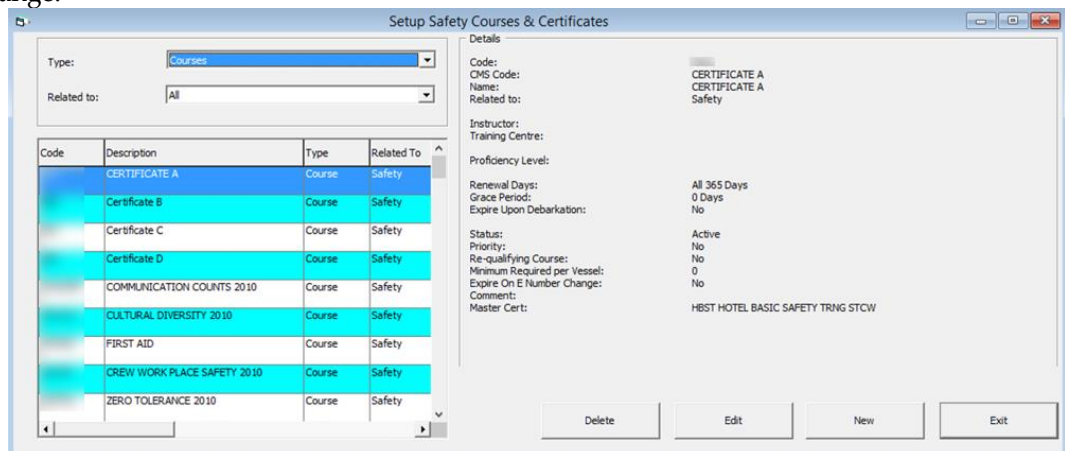 Setup Safety Courses & Certificates
Type: Courses
Related to: All
Code Description Type Related To
CERTIFICATE A Course Safety
Certificate B Course Safety
Certificate C Course Safety
Certificate D Course Safety
COMMUNICATION COUNTS 2010 Course Safety
CULTURAL DIVERSITY 2010 Course Safety
FIRST AID Course Safety
CREW WORK PLACE SAFETY 2010 Course Safety
ZERO TOLERANCE 2010 Course Safety
Details
Code:
CMS Code: CERTIFICATE A
Name: CERTIFICATE A
Related to: Safety
Instructor:
Training Centre:
Proficiency Level:
Renewal Days: All 365 Days
Grace Period: 0 Days
Expire Upon Debarkation: No
Status: Active
Priority: No
Re-qualifying Course: No
Minimum Required per Vessel: 0
Expire On E Number Change: No
Comment:
Master Cert: HBST HOTEL BASIC SAFETY TRNG STCW
Delete Edit New Exit